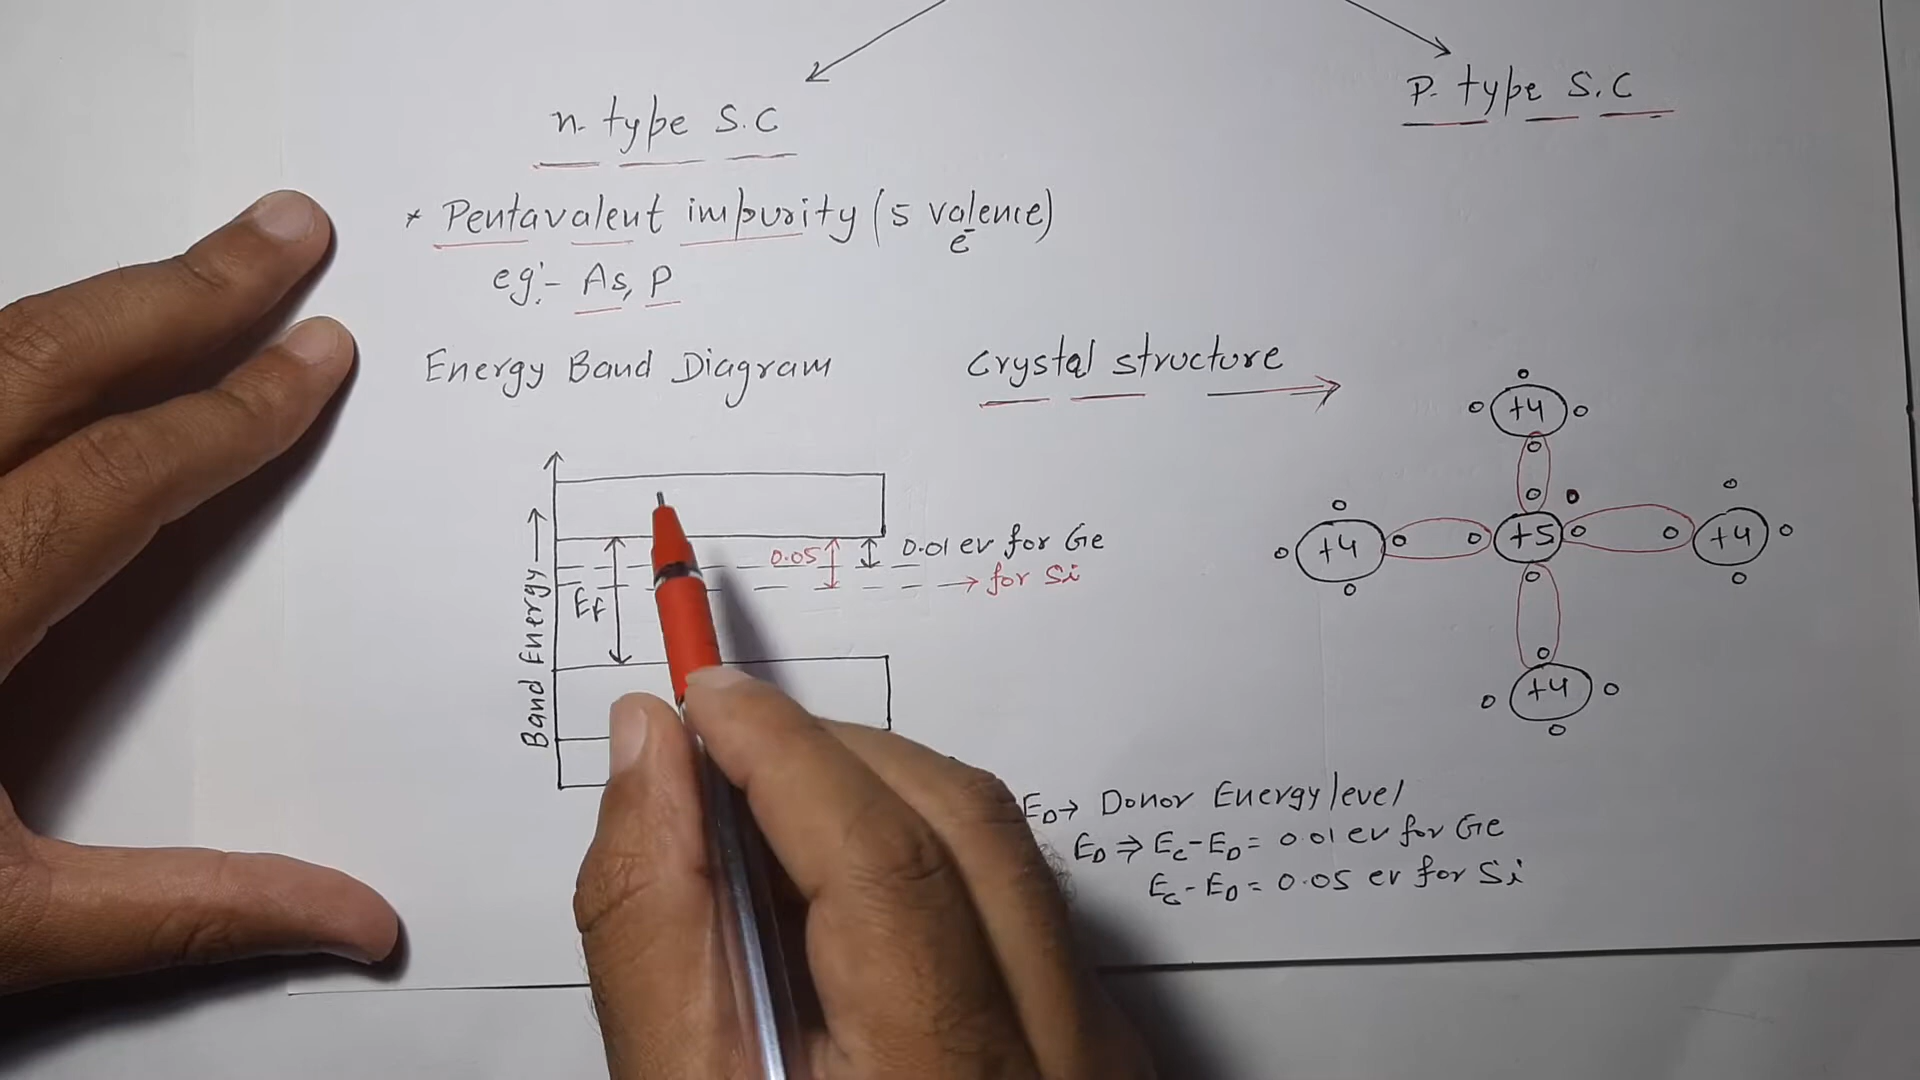 n-type S.C
P-type S.C
* Pentavalent impurity (5 valence)
e-
eg:- As, P
Energy Band Diagram
Crystal structure
Band Energy →
EF
0.05
0.01 ev for Ge
→ for Si
+4
+4
+5
+4
+4
ED → Donor Energy level
ED ⇒ Ec-ED = 0.01 ev for Ge
Ec-ED = 0.05 ev for Si